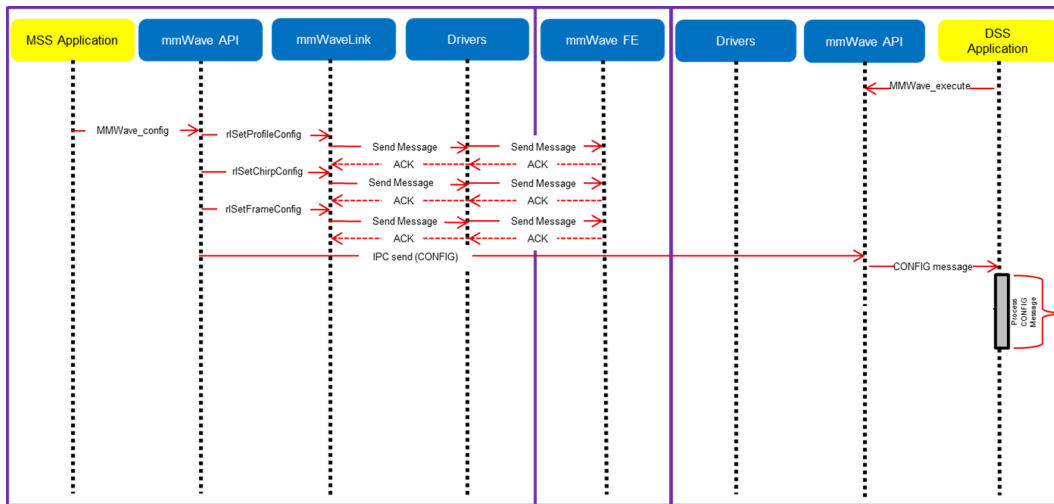 MSS Application
mmWave API
mmWaveLink
Drivers
mmWave FE
Drivers
mmWave API
DSS
Application
MMWave_execute
MMWave_config
rlSetProfileConfig
Send Message
Send Message
ACK
ACK
rlSetChirpConfig
Send Message
Send Message
ACK
ACK
rlSetFrameConfig
Send Message
Send Message
ACK
ACK
IPC send (CONFIG)
CONFIG message
Process
CONFIG
Message